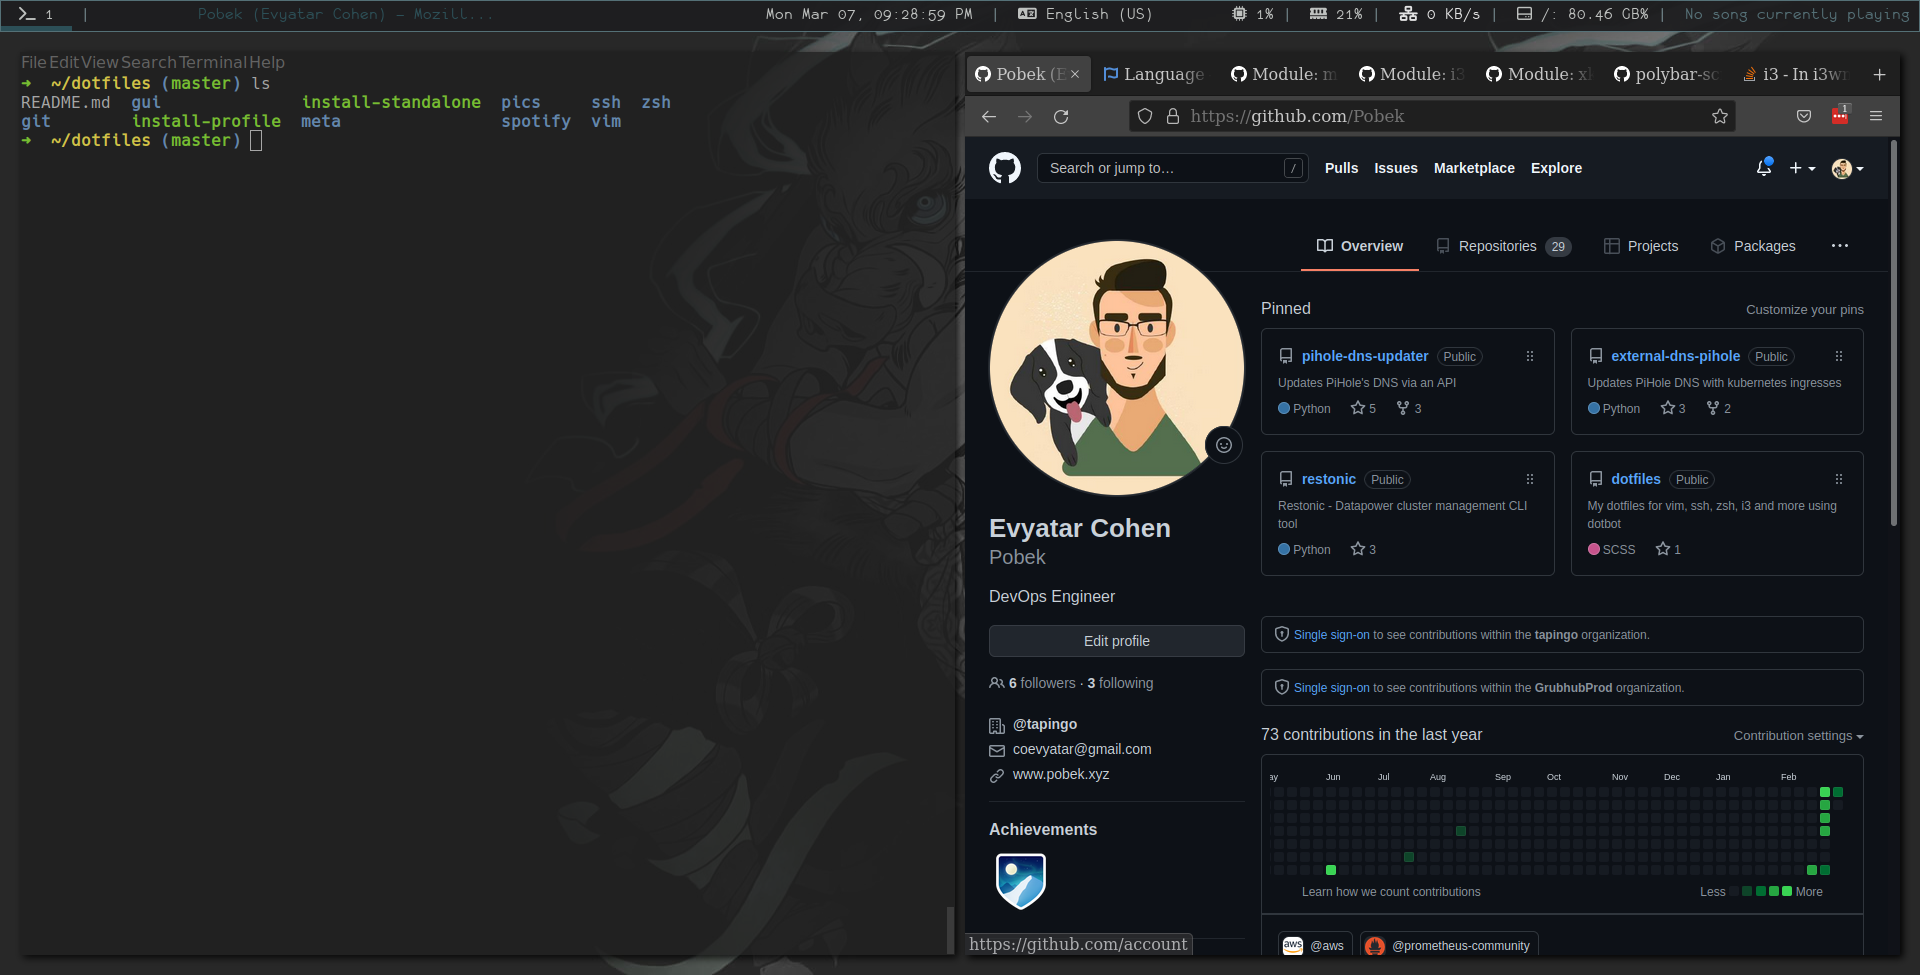 1 | Pobek (Evyatar Cohen) — Mozill... Mon Mar 07, 09:28:59 PM | English (US) 1% | 21% | 0 KB/s | /: 80.46 GB% | No song currently playing
File Edit View Search Terminal Help
➜ ~/dotfiles (master) ls
README.md gui install-standalone pics ssh zsh
git install-profile meta spotify vim
➜ ~/dotfiles (master)
Pobek (E × Language Module: m Module: i3 Module: xk polybar-sc i3 - In i3wm +
https://github.com/Pobek 1
Search or jump to… / Pulls Issues Marketplace Explore
Overview Repositories 29 Projects Packages
Evyatar Cohen
Pobek
DevOps Engineer
Edit profile
6 followers · 3 following
@tapingo
coevyatar@gmail.com
www.pobek.xyz
Achievements
Pinned Customize your pins
pihole-dns-updater Public
Updates PiHole's DNS via an API
Python 5 3
external-dns-pihole Public
Updates PiHole DNS with kubernetes ingresses
Python 3 2
restonic Public
Restonic - Datapower cluster management CLI
tool
Python 3
dotfiles Public
My dotfiles for vim, ssh, zsh, i3 and more using
dotbot
SCSS 1
Single sign-on to see contributions within the tapingo organization.
Single sign-on to see contributions within the GrubhubProd organization.
73 contributions in the last year Contribution settings
ay Jun Jul Aug Sep Oct Nov Dec Jan Feb
Learn how we count contributions Less More
aws @aws @prometheus-community
https://github.com/account